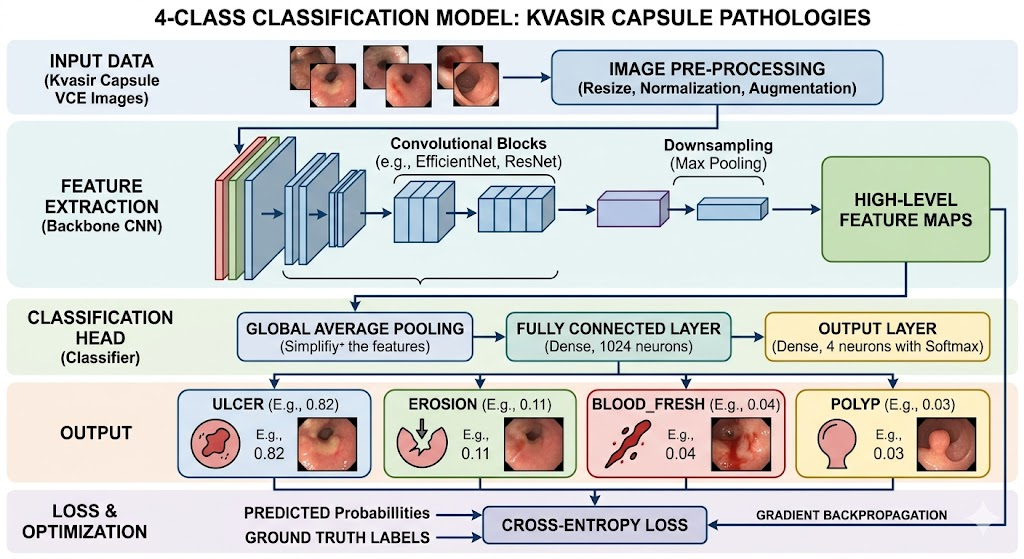 4-CLASS CLASSIFICATION MODEL: KVASIR CAPSULE PATHOLOGIES
INPUT DATA
(Kvasir Capsule
VCE Images)
IMAGE PRE-PROCESSING
(Resize, Normalization, Augmentation)
FEATURE
EXTRACTION
(Backbone CNN)
Convolutional Blocks
(e.g., EfficientNet, ResNet)
Downsampling
(Max Pooling)
HIGH-LEVEL
FEATURE MAPS
CLASSIFICATION
HEAD
(Classifier)
GLOBAL AVERAGE POOLING
(Simplifiy⁺ the features)
FULLY CONNECTED LAYER
(Dense, 1024 neurons)
OUTPUT LAYER
(Dense, 4 neurons with Softmax)
OUTPUT
ULCER (E.g., 0.82)
E.g.,
0.82
EROSION (E.g., 0.11)
E.g.,
0.11
BLOOD_FRESH (E.g., 0.04)
E.g.,
0.04
POLYP (E.g., 0.03)
E.g.,
0.03
LOSS &
OPTIMIZATION
PREDICTED Probabillities
GROUND TRUTH LABELS
CROSS-ENTROPY LOSS
GRADIENT BACKPROPAGATION